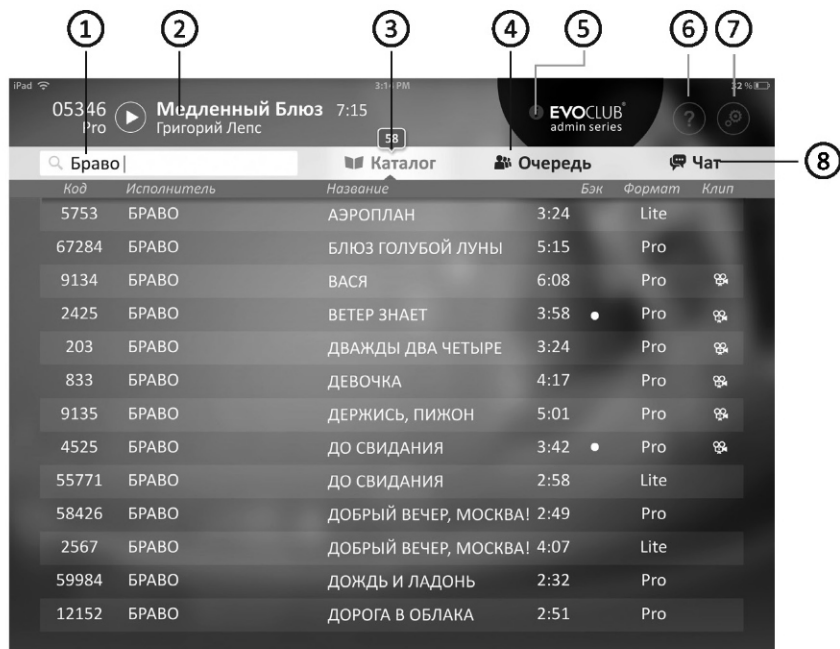 1 2 3 4 5 6 7
iPad 3:14 PM 32 %
05346 Медленный Блюз 7:15
Pro Григорий Лепс
EVOCLUB
admin series
?
58
Браво Каталог Очередь Чат 8
Код Исполнитель Название Бэк Формат Клип
5753 БРАВО АЭРОПЛАН 3:24 Lite
67284 БРАВО БЛЮЗ ГОЛУБОЙ ЛУНЫ 5:15 Pro
9134 БРАВО ВАСЯ 6:08 Pro
2425 БРАВО ВЕТЕР ЗНАЕТ 3:58 Pro
203 БРАВО ДВАЖДЫ ДВА ЧЕТЫРЕ 3:24 Pro
833 БРАВО ДЕВОЧКА 4:17 Pro
9135 БРАВО ДЕРЖИСЬ, ПИЖОН 5:01 Pro
4525 БРАВО ДО СВИДАНИЯ 3:42 Pro
55771 БРАВО ДО СВИДАНИЯ 2:58 Lite
58426 БРАВО ДОБРЫЙ ВЕЧЕР, МОСКВА! 2:49 Pro
2567 БРАВО ДОБРЫЙ ВЕЧЕР, МОСКВА! 4:07 Lite
59984 БРАВО ДОЖДЬ И ЛАДОНЬ 2:32 Pro
12152 БРАВО ДОРОГА В ОБЛАКА 2:51 Pro